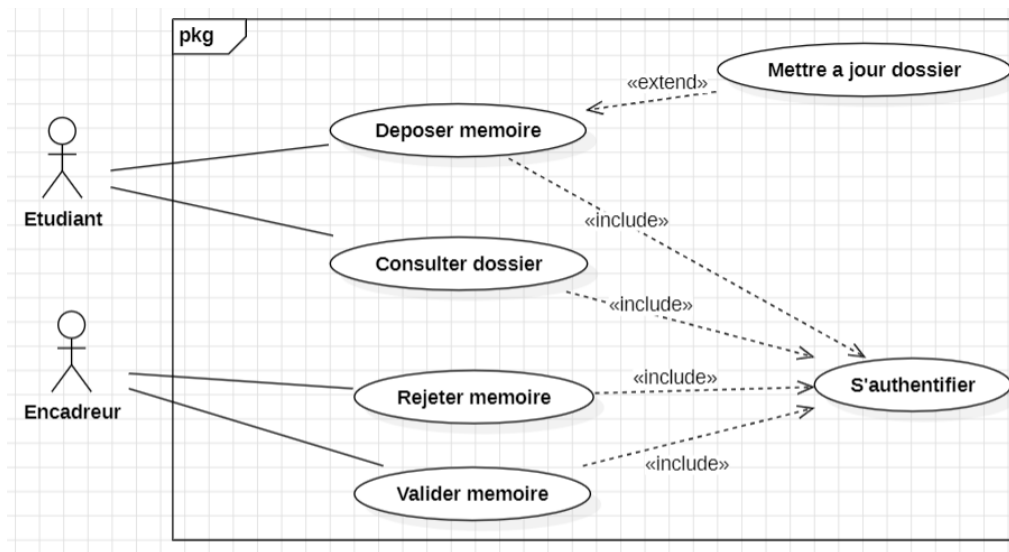 pkg
Mettre a jour dossier
«extend»
Deposer memoire
Etudiant
«include»
Consulter dossier
«include»
Encadreur
«include»
S'authentifier
Rejeter memoire
«include»
Valider memoire